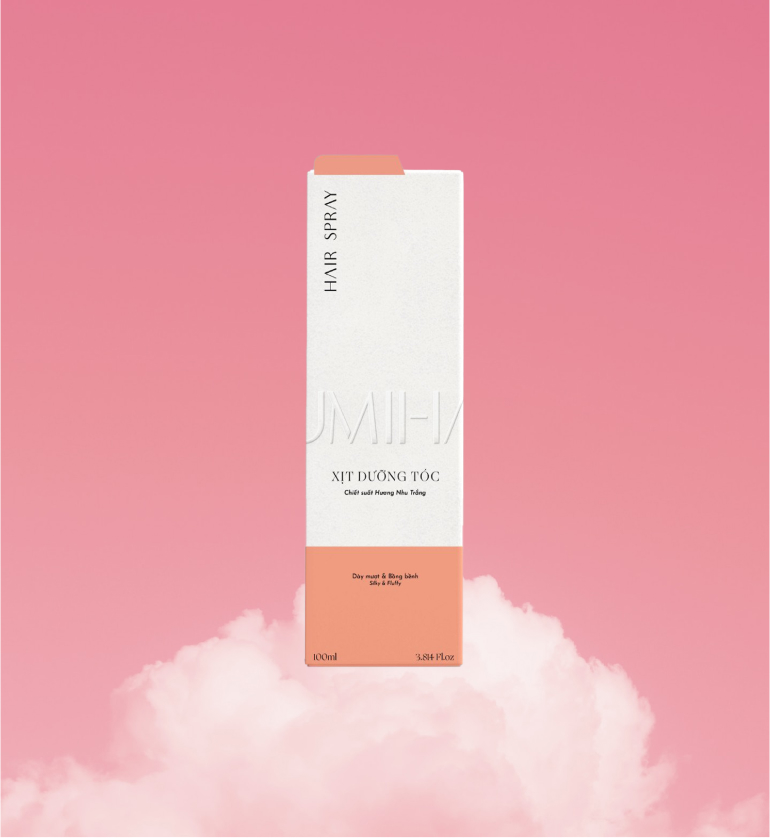 HAIR SPRAY
UMIHA
XỊT DƯỠNG TÓC
Chiết suất Hương Nhu Trắng
Dày mượt & Bồng bềnh
Silky & Fluffy
100ml
3.814 Fl.oz